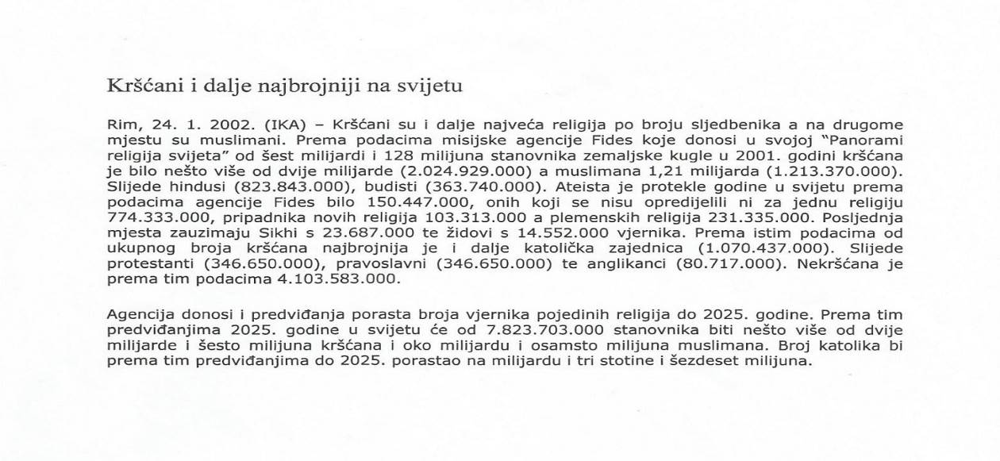 Kršćani i dalje najbrojniji na svijetu
Rim, 24. 1. 2002. (IKA) – Kršćani su i dalje najveća religija po broju sljedbenika a na drugome
mjestu su muslimani. Prema podacima misijske agencije Fides koje donosi u svojoj “Panorami
religija svijeta” od šest milijardi i 128 milijuna stanovnika zemaljske kugle u 2001. godini kršćana
je bilo nešto više od dvije milijarde (2.024.929.000) a muslimana 1,21 milijarda (1.213.370.000).
Slijede hindusi (823.843.000), budisti (363.740.000). Ateista je protekle godine u svijetu prema
podacima agencije Fides bilo 150.447.000, onih koji se nisu opredijelili ni za jednu religiju
774.333.000, pripadnika novih religija 103.313.000 a plemenskih religija 231.335.000. Posljednja
mjesta zauzimaju Sikhi s 23.687.000 te židovi s 14.552.000 vjernika. Prema istim podacima od
ukupnog broja kršćana najbrojnija je i dalje katolička zajednica (1.070.437.000). Slijede
protestanti (346.650.000), pravoslavni (346.650.000) te anglikanci (80.717.000). Nekršćana je
prema tim podacima 4.103.583.000.
Agencija donosi i predviđanja porasta broja vjernika pojedinih religija do 2025. godine. Prema tim
predviđanjima 2025. godine u svijetu će od 7.823.703.000 stanovnika biti nešto više od dvije
milijarde i šesto milijuna kršćana i oko milijardu i osamsto milijuna muslimana. Broj katolika bi
prema tim predviđanjima do 2025. porastao na milijardu i tri stotine i šezdeset milijuna.